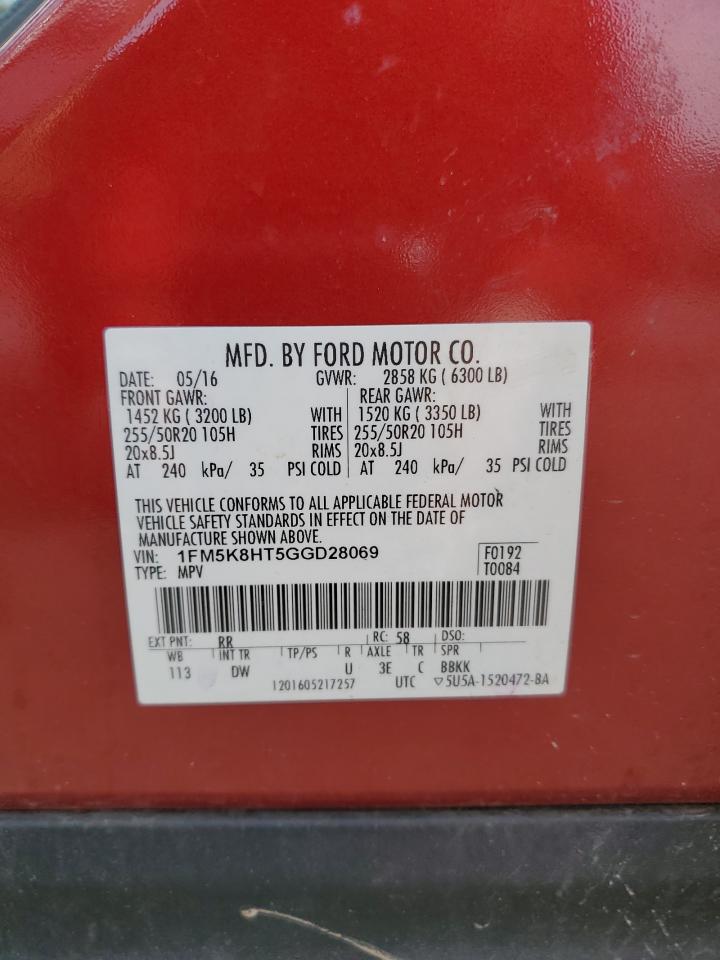 MFD. BY FORD MOTOR CO.
DATE: 05/16 GVWR: 2858 KG ( 6300 LB)
FRONT GAWR: REAR GAWR:
1452 KG ( 3200 LB) WITH 1520 KG ( 3350 LB) WITH
255/50R20 105H TIRES 255/50R20 105H TIRES
20x8.5J RIMS 20x8.5J RIMS
AT 240 kPa/ 35 PSI COLD AT 240 kPa/ 35 PSI COLD
THIS VEHICLE CONFORMS TO ALL APPLICABLE FEDERAL MOTOR
VEHICLE SAFETY STANDARDS IN EFFECT ON THE DATE OF
MANUFACTURE SHOWN ABOVE.
VIN: 1FM5K8HT5GGD28069 F0192
TYPE: MPV T0084
EXT PNT: RR RC: 58 DSO:
WB INT TR TP/PS R AXLE TR SPR
113 DW U 3E C BBKK
1201605217257 UTC ▽5U5A-1520472-BA